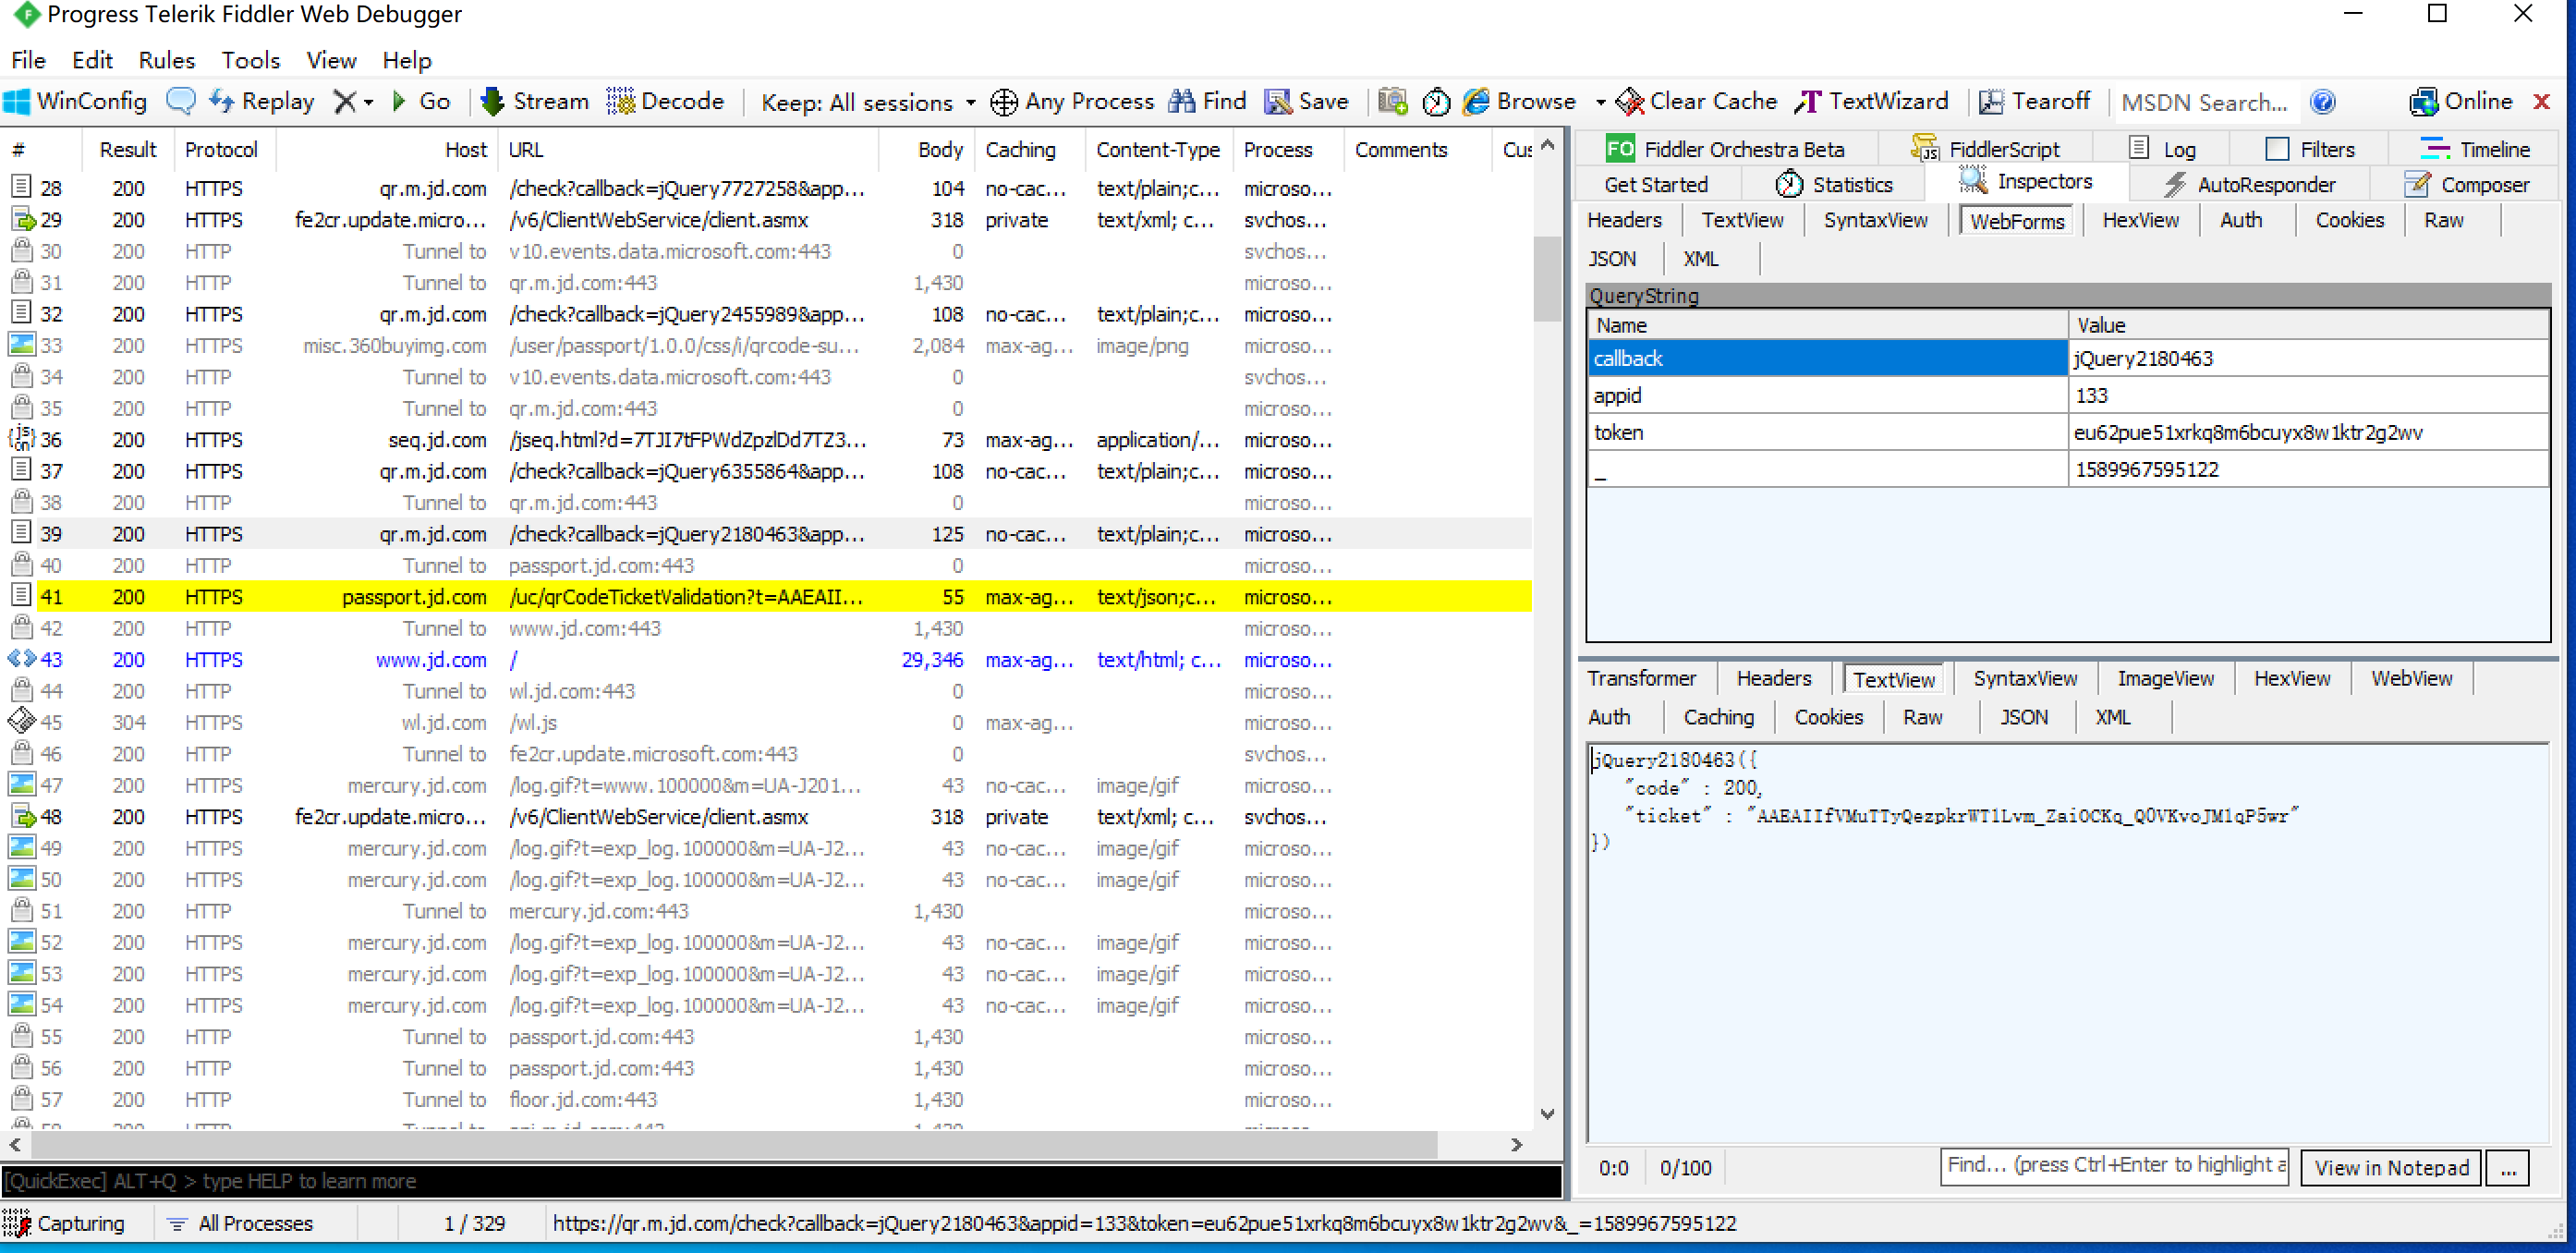 Progress Telerik Fiddler Web Debugger
File Edit Rules Tools View Help
WinConfig Replay Go Stream Decode Keep: All sessions Any Process Find Save Browse Clear Cache TextWizard Tearoff MSDN Search... Online
# Result Protocol Host URL Body Caching Content-Type Process Comments Cus
28 200 HTTPS qr.m.jd.com /check?callback=jQuery7727258&app... 104 no-cac... text/plain;c... microso...
29 200 HTTPS fe2cr.update.micro... /v6/ClientWebService/client.asmx 318 private text/xml; c... svchos...
30 200 HTTP Tunnel to v10.events.data.microsoft.com:443 0 svchos...
31 200 HTTP Tunnel to qr.m.jd.com:443 1,430 microso...
32 200 HTTPS qr.m.jd.com /check?callback=jQuery2455989&app... 108 no-cac... text/plain;c... microso...
33 200 HTTPS misc.360buyimg.com /user/passport/1.0.0/css/i/qrcode-su... 2,084 max-ag... image/png microso...
34 200 HTTP Tunnel to v10.events.data.microsoft.com:443 0 svchos...
35 200 HTTP Tunnel to qr.m.jd.com:443 0 microso...
36 200 HTTPS seq.jd.com /jseq.html?d=7TJI7tFPWdZpzlDd7TZ3... 73 max-ag... application/... microso...
37 200 HTTPS qr.m.jd.com /check?callback=jQuery6355864&app... 108 no-cac... text/plain;c... microso...
38 200 HTTP Tunnel to qr.m.jd.com:443 0 microso...
39 200 HTTPS qr.m.jd.com /check?callback=jQuery2180463&app... 125 no-cac... text/plain;c... microso...
40 200 HTTP Tunnel to passport.jd.com:443 0 microso...
41 200 HTTPS passport.jd.com /uc/qrCodeTicketValidation?t=AAEAII... 55 max-ag... text/json;c... microso...
42 200 HTTP Tunnel to www.jd.com:443 1,430 microso...
43 200 HTTPS www.jd.com / 29,346 max-ag... text/html; c... microso...
44 200 HTTP Tunnel to wl.jd.com:443 0 microso...
45 304 HTTPS wl.jd.com /wl.js 0 max-ag... microso...
46 200 HTTP Tunnel to fe2cr.update.microsoft.com:443 0 svchos...
47 200 HTTPS mercury.jd.com /log.gif?t=www.100000&m=UA-J201... 43 no-cac... image/gif microso...
48 200 HTTPS fe2cr.update.micro... /v6/ClientWebService/client.asmx 318 private text/xml; c... svchos...
49 200 HTTPS mercury.jd.com /log.gif?t=exp_log.100000&m=UA-J2... 43 no-cac... image/gif microso...
50 200 HTTPS mercury.jd.com /log.gif?t=exp_log.100000&m=UA-J2... 43 no-cac... image/gif microso...
51 200 HTTP Tunnel to mercury.jd.com:443 1,430 microso...
52 200 HTTPS mercury.jd.com /log.gif?t=exp_log.100000&m=UA-J2... 43 no-cac... image/gif microso...
53 200 HTTPS mercury.jd.com /log.gif?t=exp_log.100000&m=UA-J2... 43 no-cac... image/gif microso...
54 200 HTTPS mercury.jd.com /log.gif?t=exp_log.100000&m=UA-J2... 43 no-cac... image/gif microso...
55 200 HTTP Tunnel to passport.jd.com:443 1,430 microso...
56 200 HTTP Tunnel to passport.jd.com:443 1,430 microso...
57 200 HTTP Tunnel to floor.jd.com:443 1,430 microso...
[QuickExec] ALT+Q > type HELP to learn more
Fiddler Orchestra Beta FiddlerScript Log Filters Timeline
Get Started Statistics Inspectors AutoResponder Composer
Headers TextView SyntaxView WebForms HexView Auth Cookies Raw
JSON XML
QueryString
Name Value
callback jQuery2180463
appid 133
token eu62pue51xrkq8m6bcuyx8w1ktr2g2wv
_ 1589967595122
Transformer Headers TextView SyntaxView ImageView HexView WebView
Auth Caching Cookies Raw JSON XML
jQuery2180463({
"code" : 200,
"ticket" : "AAEAIIfVMuTTyQezpkrWT1Lvm_ZaiOCKq_Q0VKvoJM1qP5wr"
})
0:0 0/100 Find... (press Ctrl+Enter to highlight a View in Notepad ...
Capturing All Processes 1 / 329 https://qr.m.jd.com/check?callback=jQuery2180463&appid=133&token=eu62pue51xrkq8m6bcuyx8w1ktr2g2wv&_=1589967595122